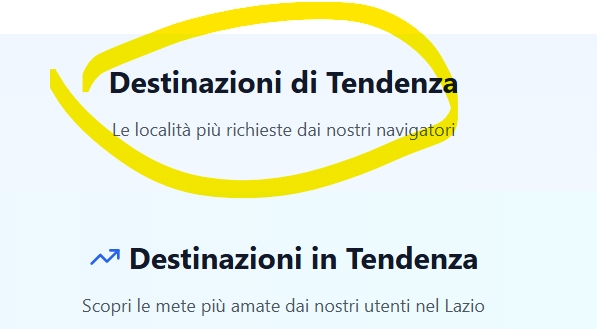 Destinazioni di Tendenza
Le località più richieste dai nostri navigatori
Destinazioni in Tendenza
Scopri le mete più amate dai nostri utenti nel Lazio